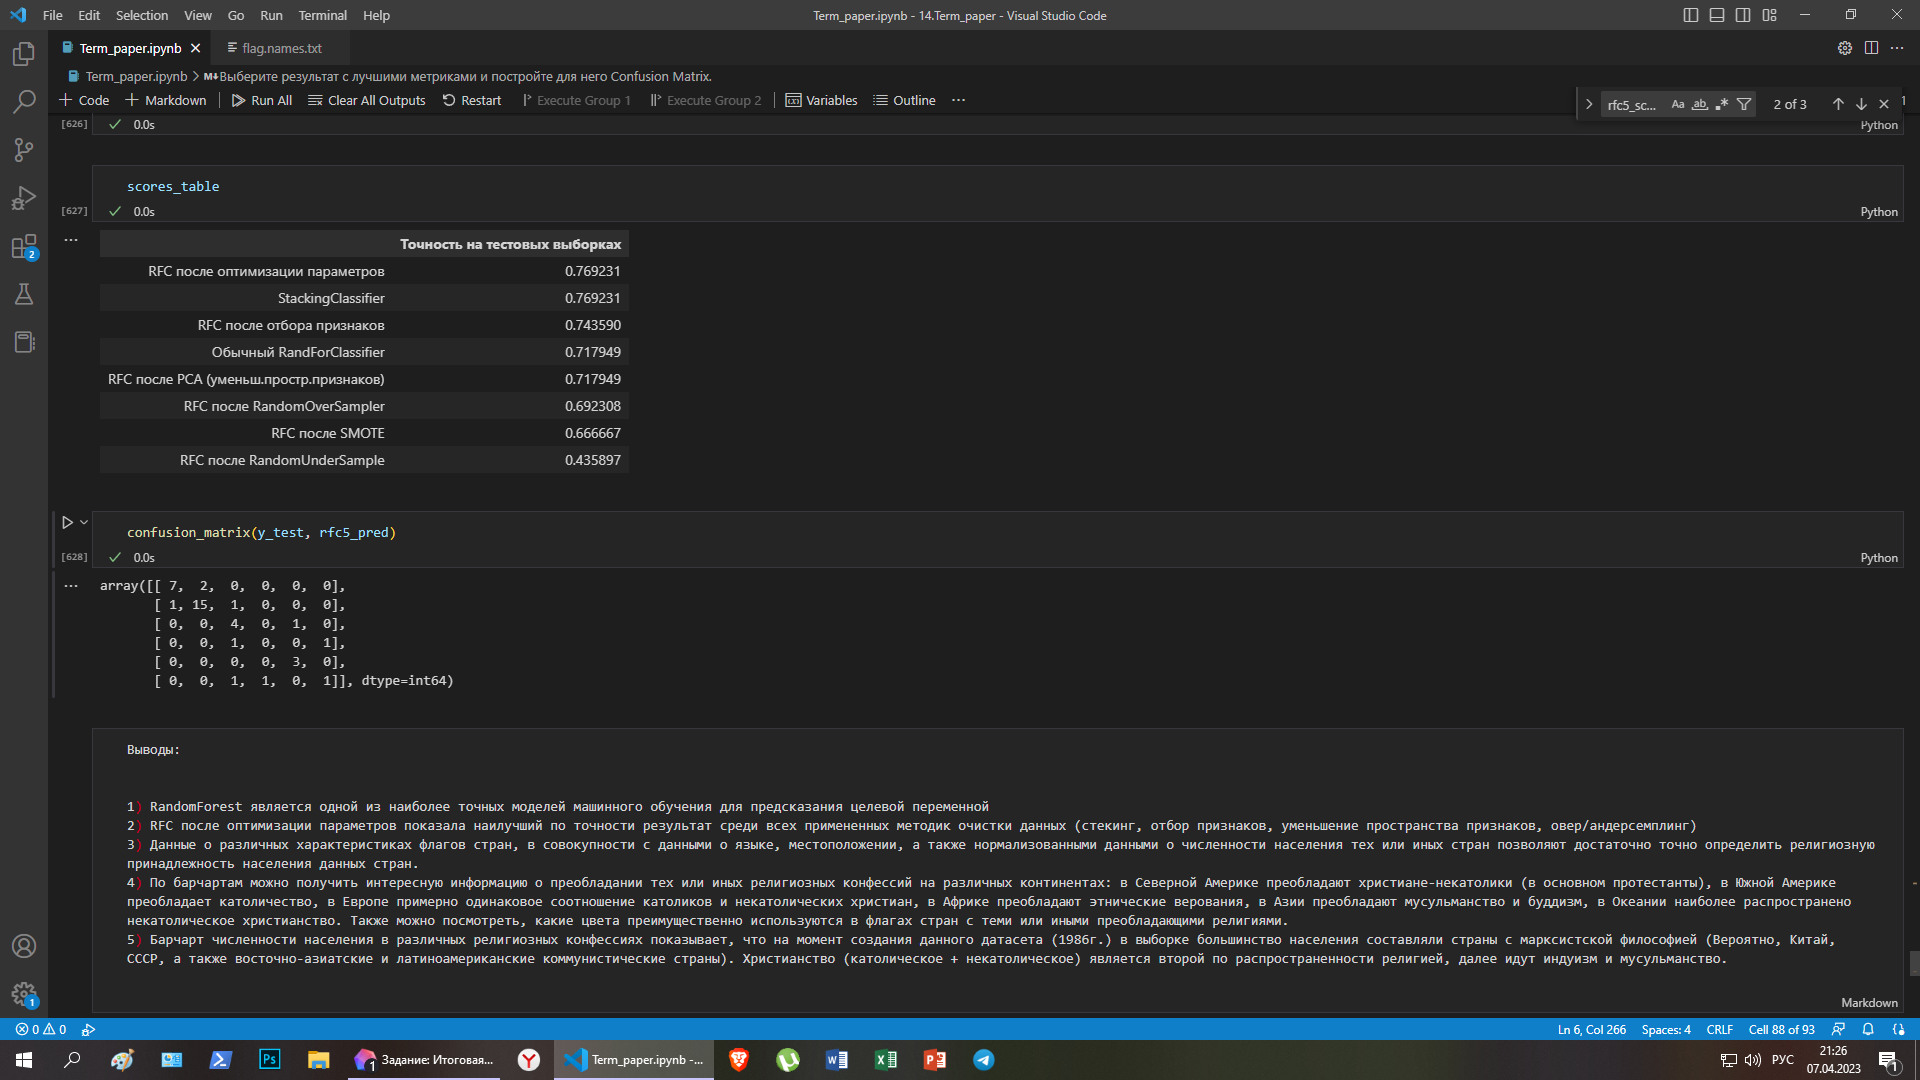 File Edit Selection View Go Run Terminal Help
Term_paper.ipynb - 14.Term_paper - Visual Studio Code
Term_paper.ipynb
flag.names.txt
Term_paper.ipynb > M↓Выберите результат с лучшими метриками и постройте для него Confusion Matrix.
+ Code + Markdown Run All Clear All Outputs Restart Execute Group 1 Execute Group 2 Variables Outline ...
rfc5_sc... Aa ab .* 2 of 3
[626] 0.0s
Python
scores_table
[627] 0.0s
Python
Точность на тестовых выборках
RFC после оптимизации параметров 0.769231
StackingClassifier 0.769231
RFC после отбора признаков 0.743590
Обычный RandForClassifier 0.717949
RFC после PCA (уменьш.простр.признаков) 0.717949
RFC после RandomOverSampler 0.692308
RFC после SMOTE 0.666667
RFC после RandomUnderSample 0.435897
confusion_matrix(y_test, rfc5_pred)
[628] 0.0s
Python
array([[ 7, 2, 0, 0, 0, 0],
[ 1, 15, 1, 0, 0, 0],
[ 0, 0, 4, 0, 1, 0],
[ 0, 0, 1, 0, 0, 1],
[ 0, 0, 0, 0, 3, 0],
[ 0, 0, 1, 1, 0, 1]], dtype=int64)
Выводы:
1) RandomForest является одной из наиболее точных моделей машинного обучения для предсказания целевой переменной
2) RFC после оптимизации параметров показала наилучший по точности результат среди всех примененных методик очистки данных (стекинг, отбор признаков, уменьшение пространства признаков, овер/андерсемплинг)
3) Данные о различных характеристиках флагов стран, в совокупности с данными о языке, местоположении, а также нормализованными данными о численности населения тех или иных стран позволяют достаточно точно определить религиозную
принадлежность населения данных стран.
4) По барчартам можно получить интересную информацию о преобладании тех или иных религиозных конфессий на различных континентах: в Северной Америке преобладают христиане-некатолики (в основном протестанты), в Южной Америке
преобладает католичество, в Европе примерно одинаковое соотношение католиков и некатолических христиан, в Африке преобладают этнические верования, в Азии преобладают мусульманство и буддизм, в Океании наиболее распространено
некатолическое христианство. Также можно посмотреть, какие цвета преимущественно используются в флагах стран с теми или иными преобладающими религиями.
5) Барчарт численности населения в различных религиозных конфессиях показывает, что на момент создания данного датасета (1986г.) в выборке большинство населения составляли страны с марксистской философией (Вероятно, Китай,
СССР, а также восточно-азиатские и латиноамериканские коммунистические страны). Христианство (католическое + некатолическое) является второй по распространенности религией, далее идут индуизм и мусульманство.
Markdown
2
1
0 0
Ln 6, Col 266 Spaces: 4 CRLF Cell 88 of 93
Ps
1 Задание: Итоговая...
Term_paper.ipynb -...
РУС
21:26
07.04.2023
1